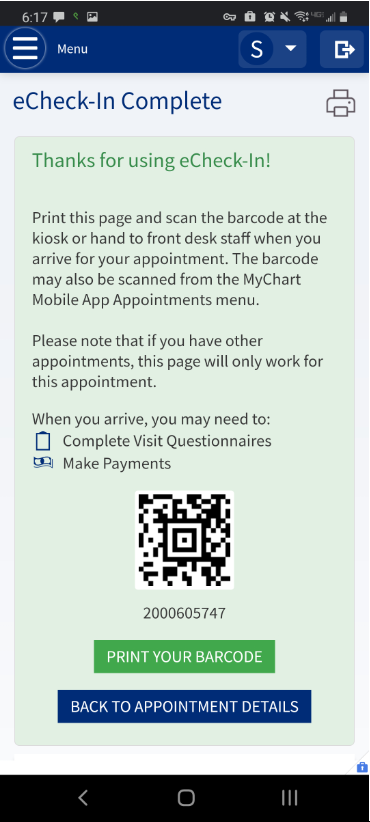 6:17
Menu
S
eCheck-In Complete
Thanks for using eCheck-In!
Print this page and scan the barcode at the
kiosk or hand to front desk staff when you
arrive for your appointment. The barcode
may also be scanned from the MyChart
Mobile App Appointments menu.
Please note that if you have other
appointments, this page will only work for
this appointment.
When you arrive, you may need to:
Complete Visit Questionnaires
Make Payments
2000605747
PRINT YOUR BARCODE
BACK TO APPOINTMENT DETAILS